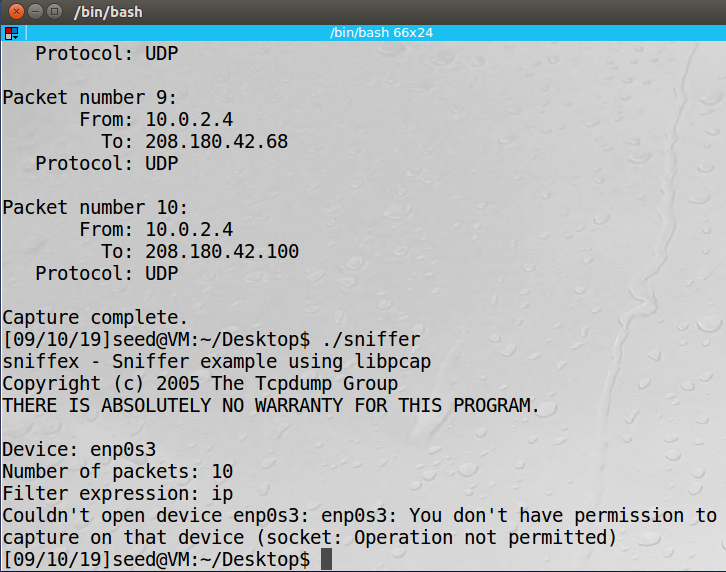 /bin/bash
/bin/bash 66x24
Protocol: UDP
Packet number 9:
From: 10.0.2.4
To: 208.180.42.68
Protocol: UDP
Packet number 10:
From: 10.0.2.4
To: 208.180.42.100
Protocol: UDP
Capture complete.
[09/10/19]seed@VM:~/Desktop$ ./sniffer
sniffex - Sniffer example using libpcap
Copyright (c) 2005 The Tcpdump Group
THERE IS ABSOLUTELY NO WARRANTY FOR THIS PROGRAM.
Device: enp0s3
Number of packets: 10
Filter expression: ip
Couldn't open device enp0s3: enp0s3: You don't have permission to
capture on that device (socket: Operation not permitted)
[09/10/19]seed@VM:~/Desktop$